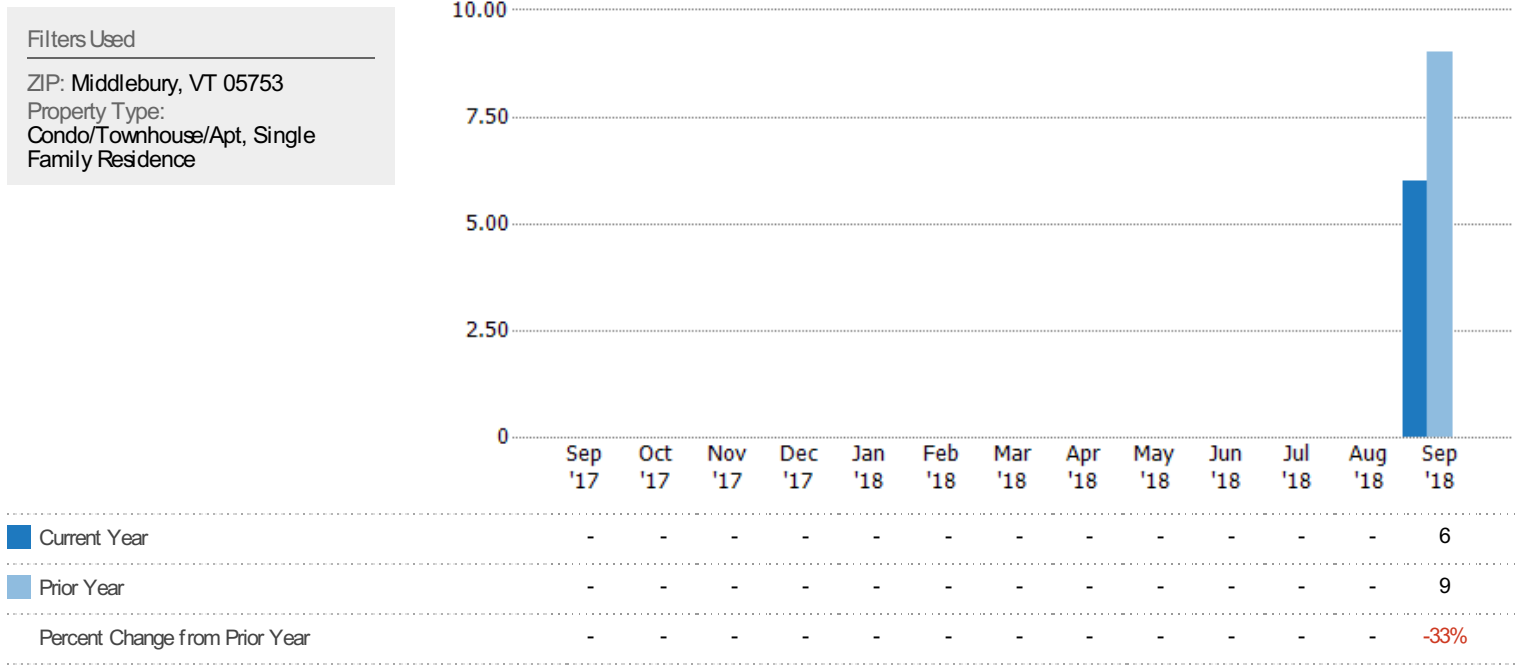 Filters Used
ZIP: Middlebury, VT 05753
Property Type:
Condo/Townhouse/Apt, Single
Family Residence
10.00
7.50
5.00
2.50
0
Sep Oct Nov Dec Jan Feb Mar Apr May Jun Jul Aug Sep
'17 '17 '17 '17 '18 '18 '18 '18 '18 '18 '18 '18 '18
Current Year - - - - - - - - - - - - 6
Prior Year - - - - - - - - - - - - 9
Percent Change from Prior Year - - - - - - - - - - - - -33%